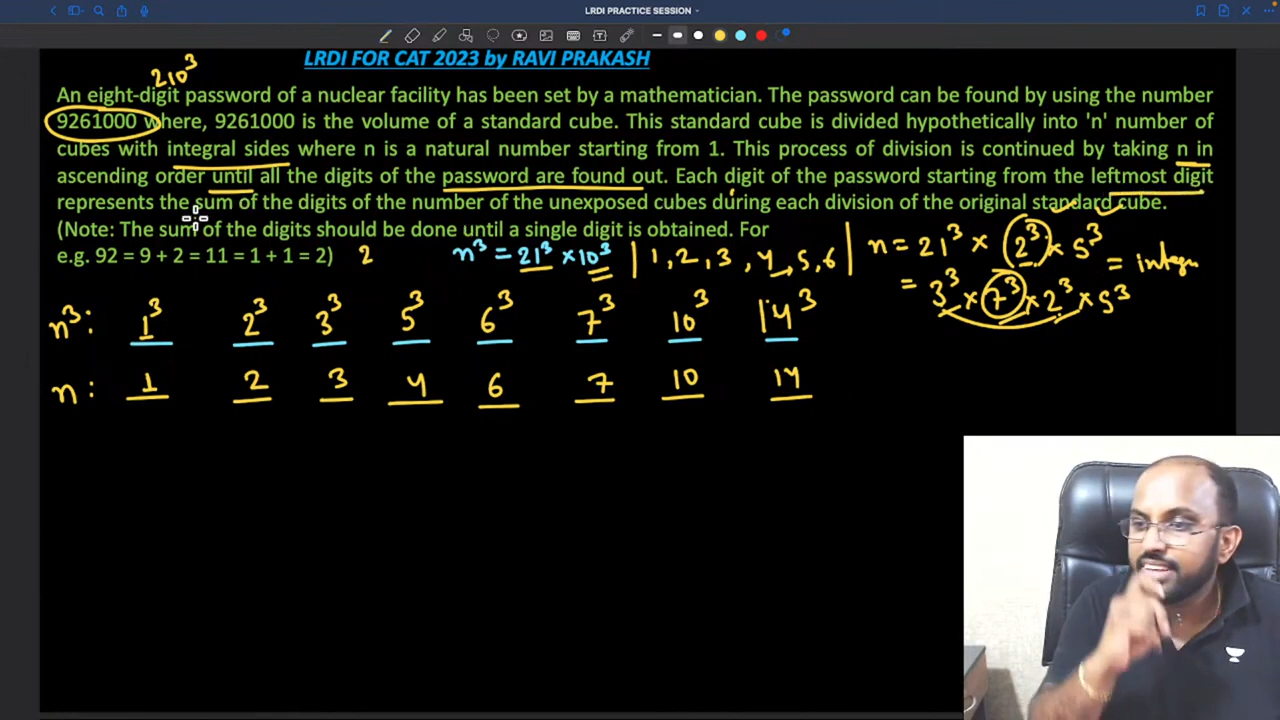 LRDI PRACTICE SESSION
LRDI FOR CAT 2023 by RAVI PRAKASH
210³
An eight-digit password of a nuclear facility has been set by a mathematician. The password can be found by using the number
9261000 where, 9261000 is the volume of a standard cube. This standard cube is divided hypothetically into 'n' number of
cubes with integral sides where n is a natural number starting from 1. This process of division is continued by taking n in
ascending order until all the digits of the password are found out. Each digit of the password starting from the leftmost digit
represents the sum of the digits of the number of the unexposed cubes during each division of the original standard cube.
(Note: The sum of the digits should be done until a single digit is obtained. For
e.g. 92 = 9 + 2 = 11 = 1 + 1 = 2) 2
n³ = 21³ × 10³ | 1, 2, 3, 4, 5, 6 |
n = 21³ × 2³ × 5³
= 3³ × 7³ × 2³ × 5³ = integ
n³: 1³ 2³ 3³ 5³ 6³ 7³ 10³ 14³
n: 1 2 3 4 6 7 10 14